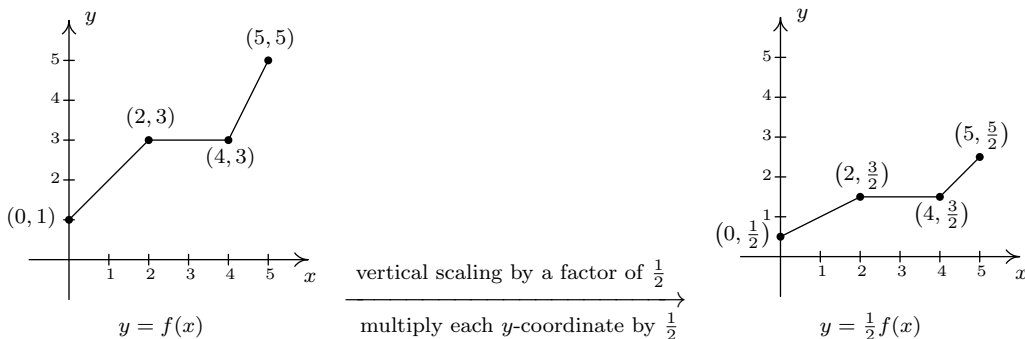 y
(5, 5)
5
4
(2, 3)
3
(4, 3)
2
(0, 1)
1 2 3 4 5
x
y = f(x)
vertical scaling by a factor of 1/2
multiply each y-coordinate by 1/2
y
5
4
3
(5, 5/2)
2
(2, 3/2)
(4, 3/2)
1
(0, 1/2)
1 2 3 4 5
x
y = 1/2 f(x)